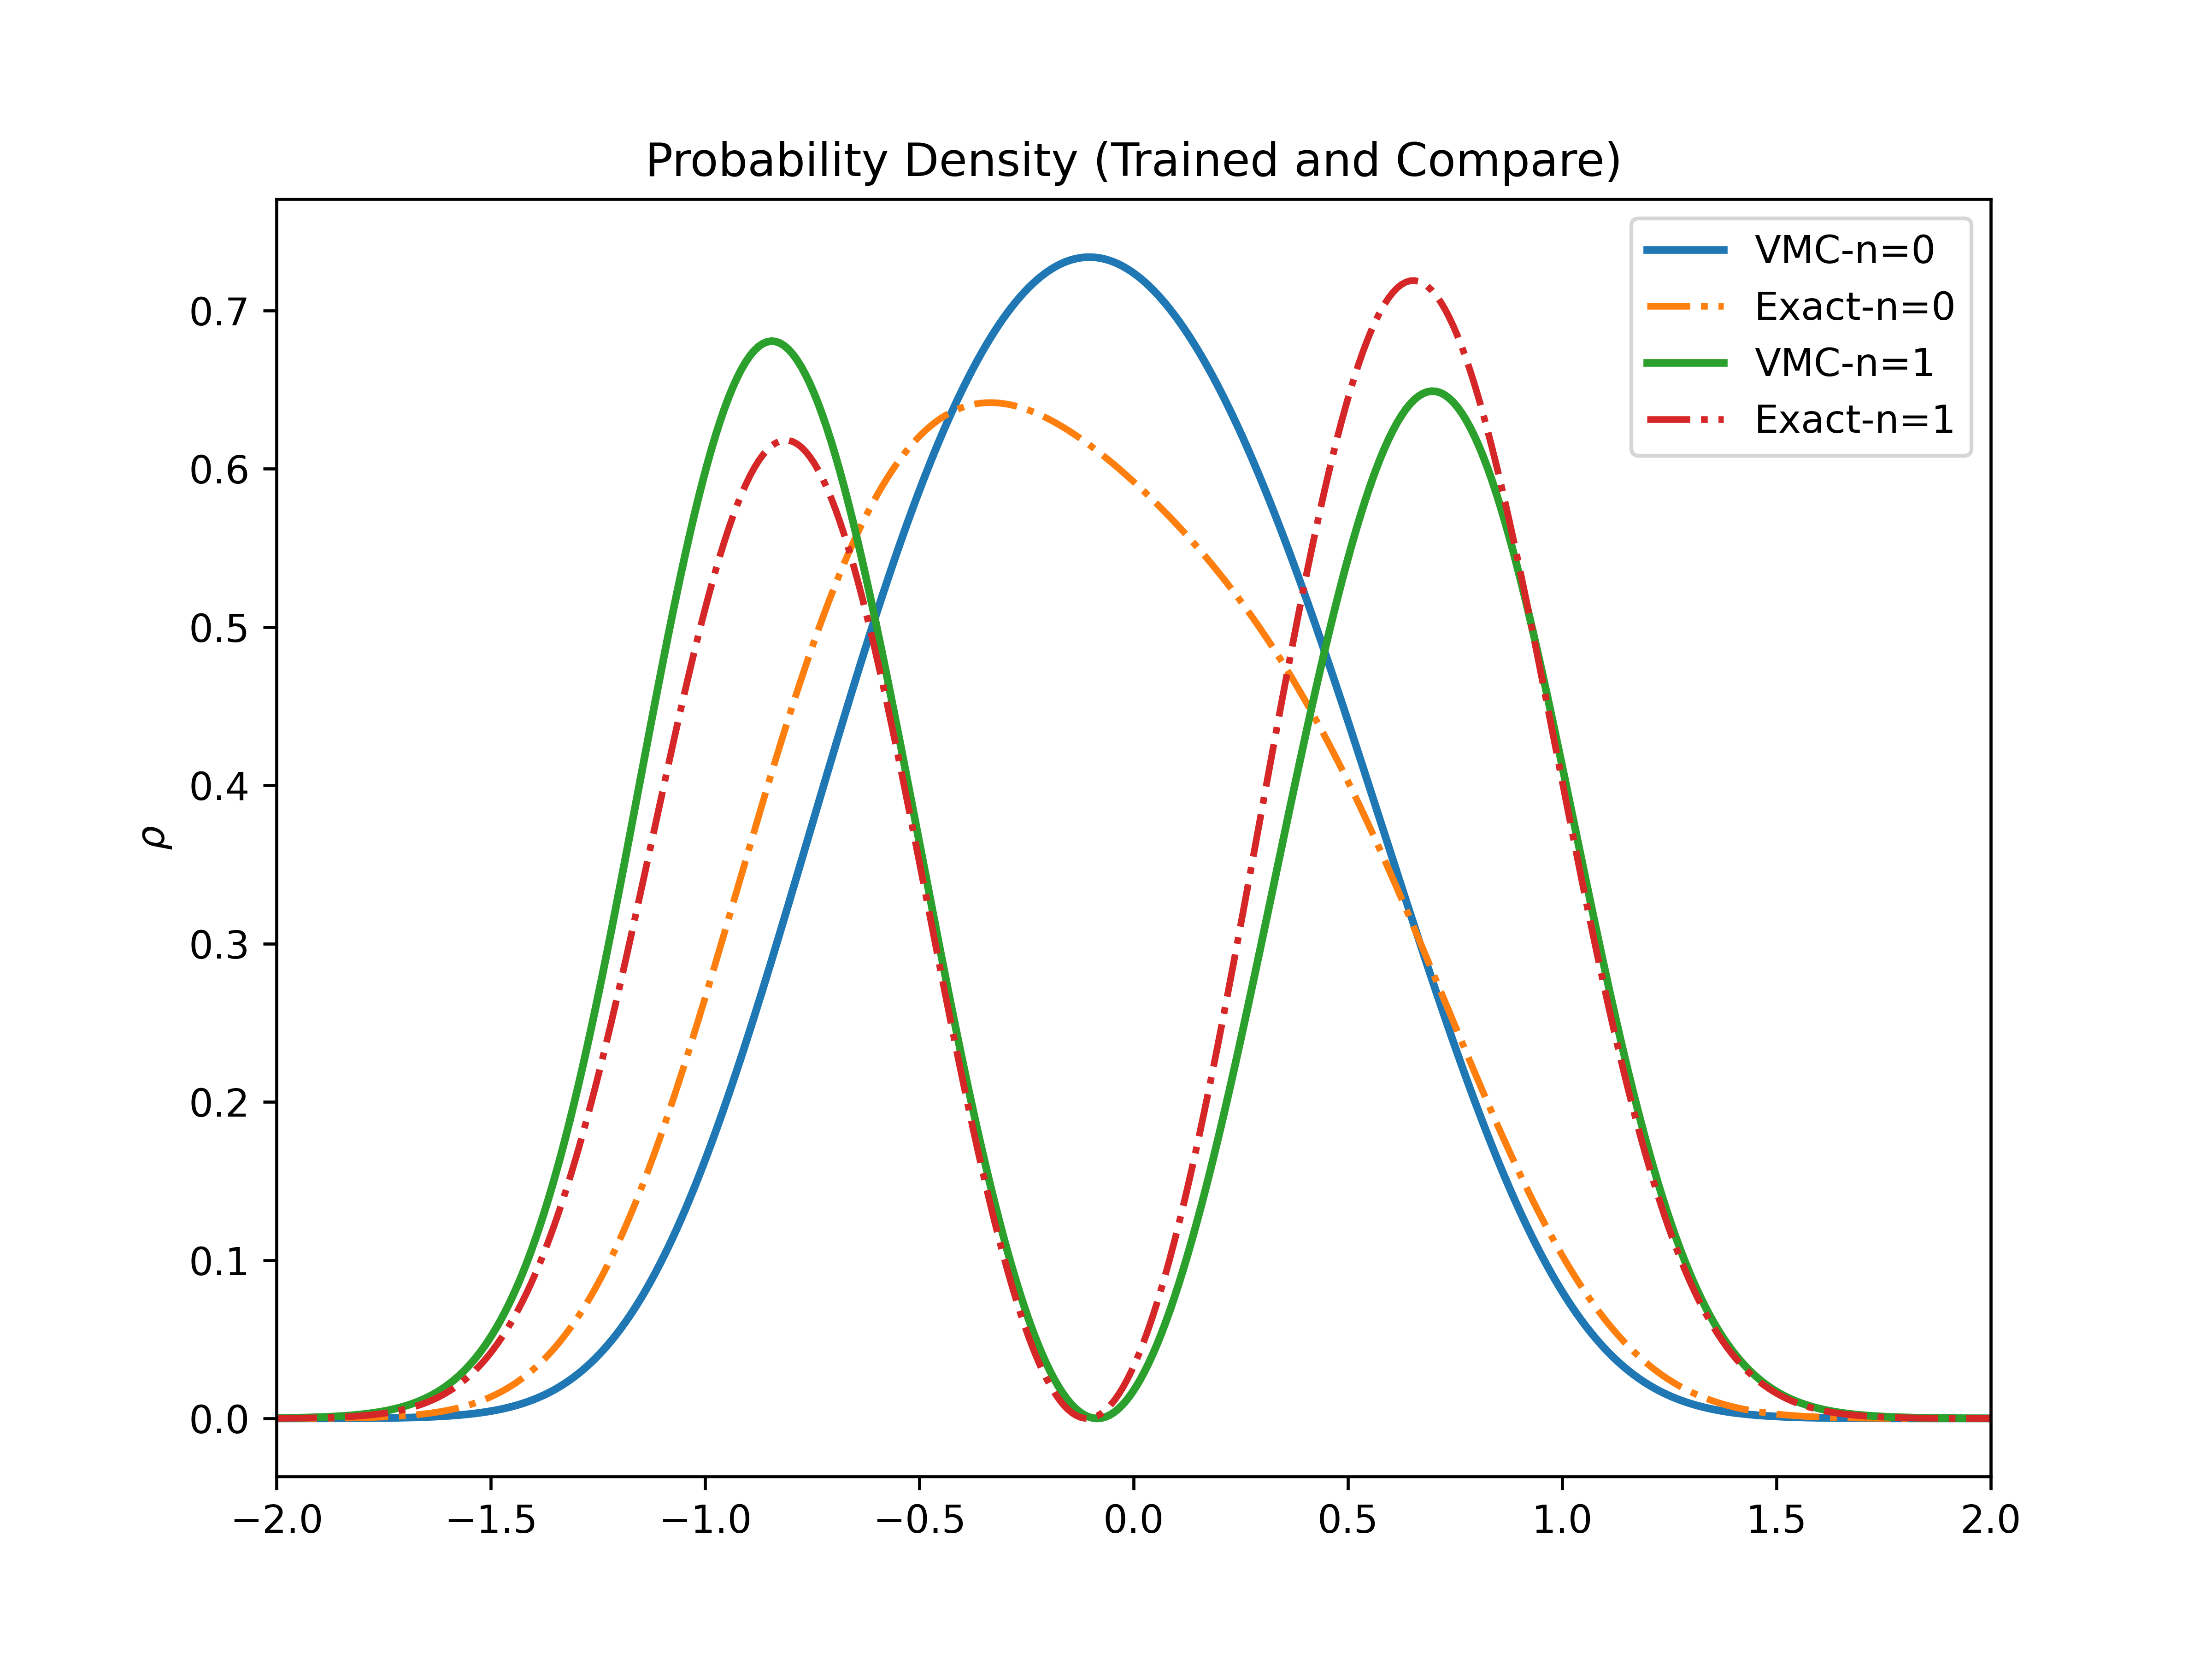 Probability Density (Trained and Compare)
VMC-n=0
Exact-n=0
VMC-n=1
Exact-n=1
0.7
0.6
0.5
0.4
0.3
0.2
0.1
0.0
ρ
−2.0 −1.5 −1.0 −0.5 0.0 0.5 1.0 1.5 2.0